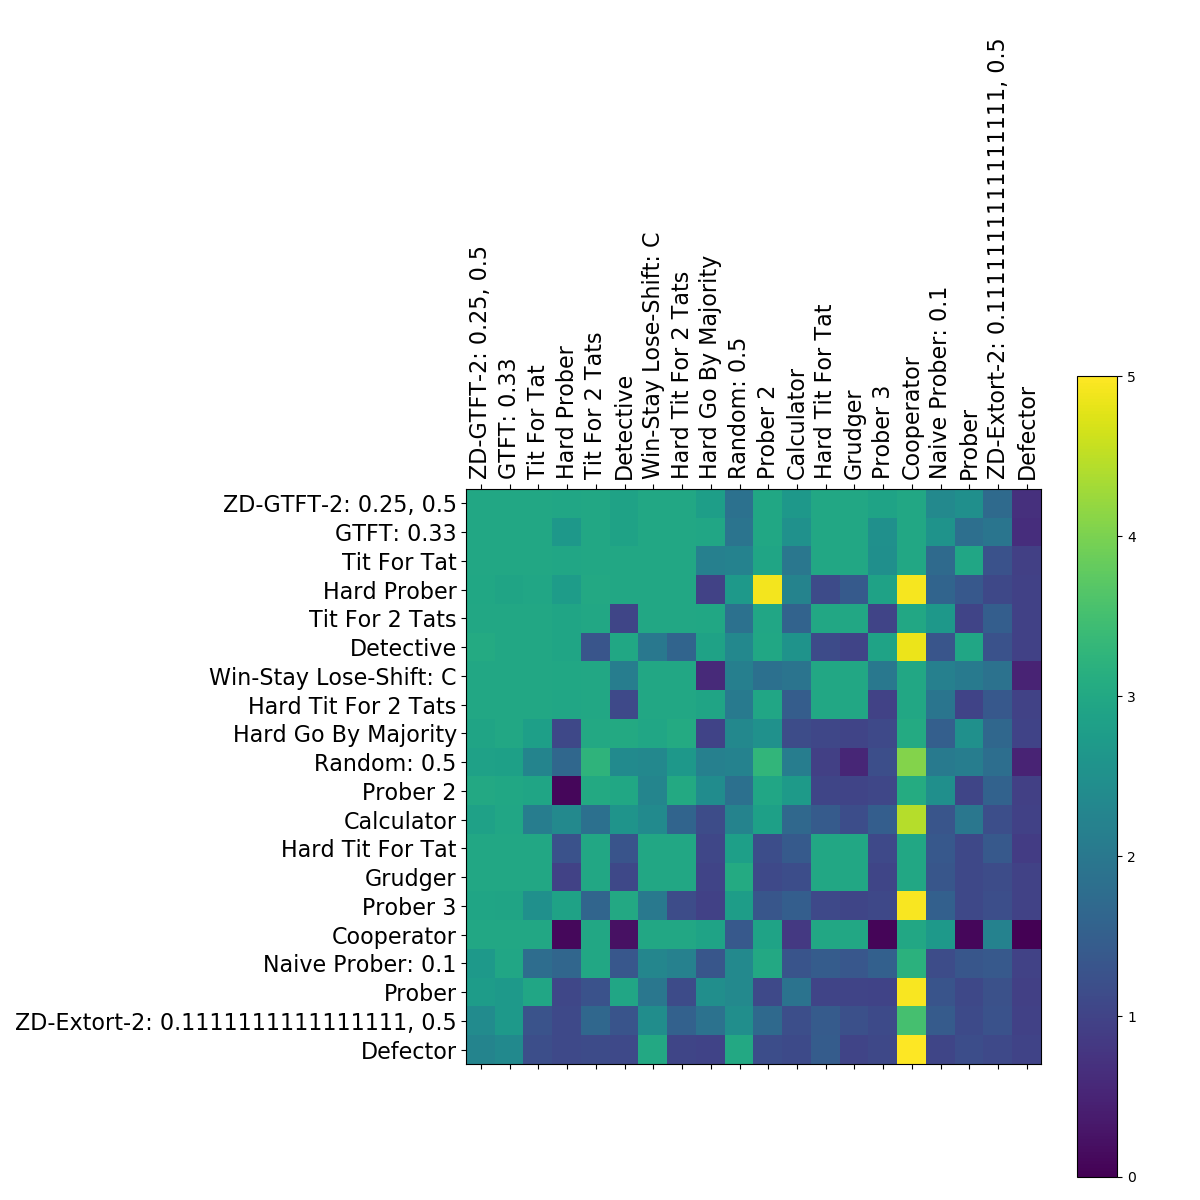 ZD-GTFT-2: 0.25, 0.5
GTFT: 0.33
Tit For Tat
Hard Prober
Tit For 2 Tats
Detective
Win-Stay Lose-Shift: C
Hard Tit For 2 Tats
Hard Go By Majority
Random: 0.5
Prober 2
Calculator
Hard Tit For Tat
Grudger
Prober 3
Cooperator
Naive Prober: 0.1
Prober
ZD-Extort-2: 0.1111111111111111, 0.5
Defector
ZD-GTFT-2: 0.25, 0.5
GTFT: 0.33
Tit For Tat
Hard Prober
Tit For 2 Tats
Detective
Win-Stay Lose-Shift: C
Hard Tit For 2 Tats
Hard Go By Majority
Random: 0.5
Prober 2
Calculator
Hard Tit For Tat
Grudger
Prober 3
Cooperator
Naive Prober: 0.1
Prober
ZD-Extort-2: 0.1111111111111111, 0.5
Defector
5
4
3
2
1
0